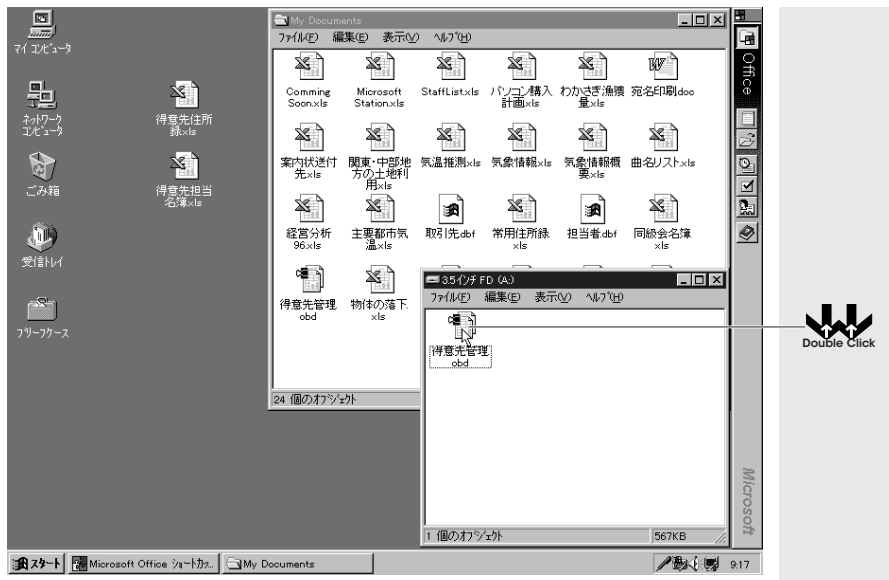 マイ コンピュータ
ネットワーク
コンピュータ
ごみ箱
受信トレイ
ブリーフケース
得意先住所
録.xls
得意先担当
名簿.xls
My Documents
ファイル(F) 編集(E) 表示(V) ヘルプ(H)
Comming
Soon.xls
Microsoft
Station.xls
StaffList.xls
パソコン購入
計画.xls
わかさぎ漁獲
量.xls
宛名印刷.doc
案内状送付
先.xls
関東・中部地
方の土地利
用.xls
気温推測.xls
気象情報.xls
気象情報概
要.xls
曲名リスト.xls
経営分析
96.xls
主要都市気
温.xls
取引先.dbf
常用住所録
.xls
担当者.dbf
同級会名簿
.xls
得意先管理
obd
物体の落下.
xls
24 個のオブジェクト
3.5インチ FD (A:)
ファイル(F) 編集(E) 表示(V) ヘルプ(H)
得意先管理
obd
1 個のオブジェクト
567KB
Office
Microsoft
Double Click
スタート
Microsoft Office ショートカッ...
My Documents
9:17